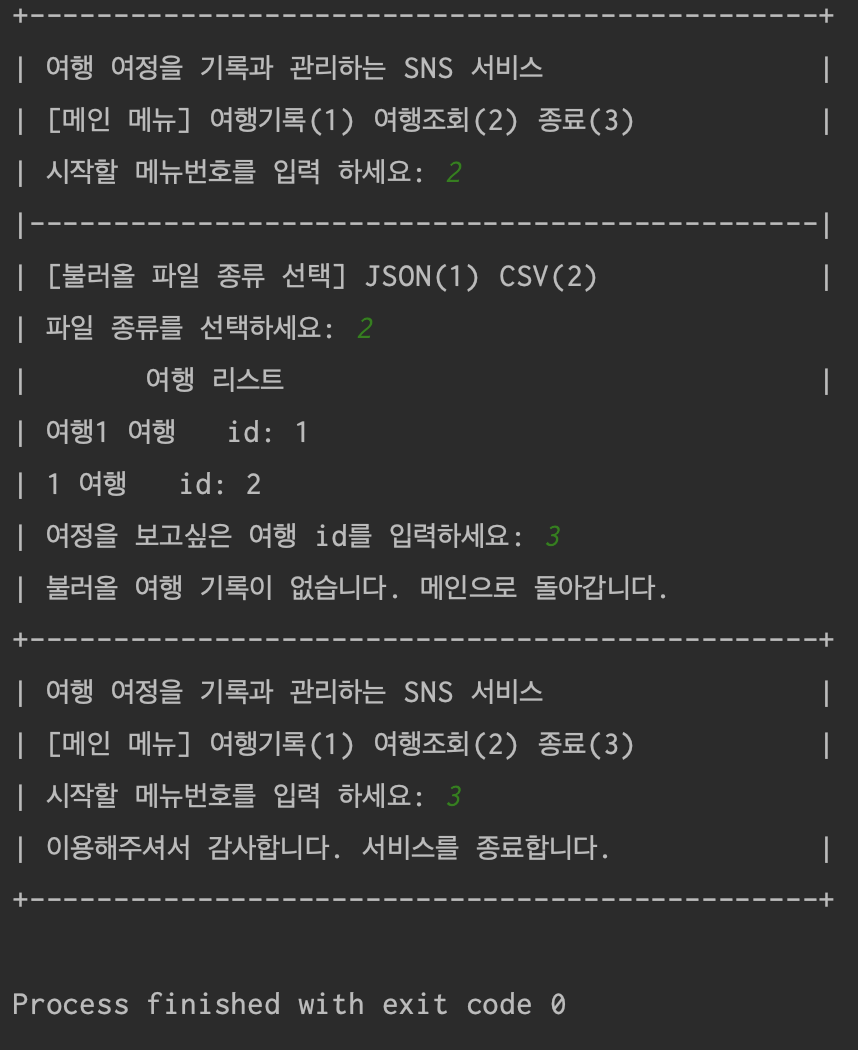 +-----------------------------------------------+
| 여행 여정을 기록과 관리하는 SNS 서비스 |
| [메인 메뉴] 여행기록(1) 여행조회(2) 종료(3) |
| 시작할 메뉴번호를 입력 하세요: 2
|-----------------------------------------------|
| [불러올 파일 종류 선택] JSON(1) CSV(2) |
| 파일 종류를 선택하세요: 2
| 여행 리스트 |
| 여행1 여행 id: 1
| 1 여행 id: 2
| 여정을 보고싶은 여행 id를 입력하세요: 3
| 불러올 여행 기록이 없습니다. 메인으로 돌아갑니다.
+-----------------------------------------------+
| 여행 여정을 기록과 관리하는 SNS 서비스 |
| [메인 메뉴] 여행기록(1) 여행조회(2) 종료(3) |
| 시작할 메뉴번호를 입력 하세요: 3
| 이용해주셔서 감사합니다. 서비스를 종료합니다. |
+-----------------------------------------------+
Process finished with exit code 0